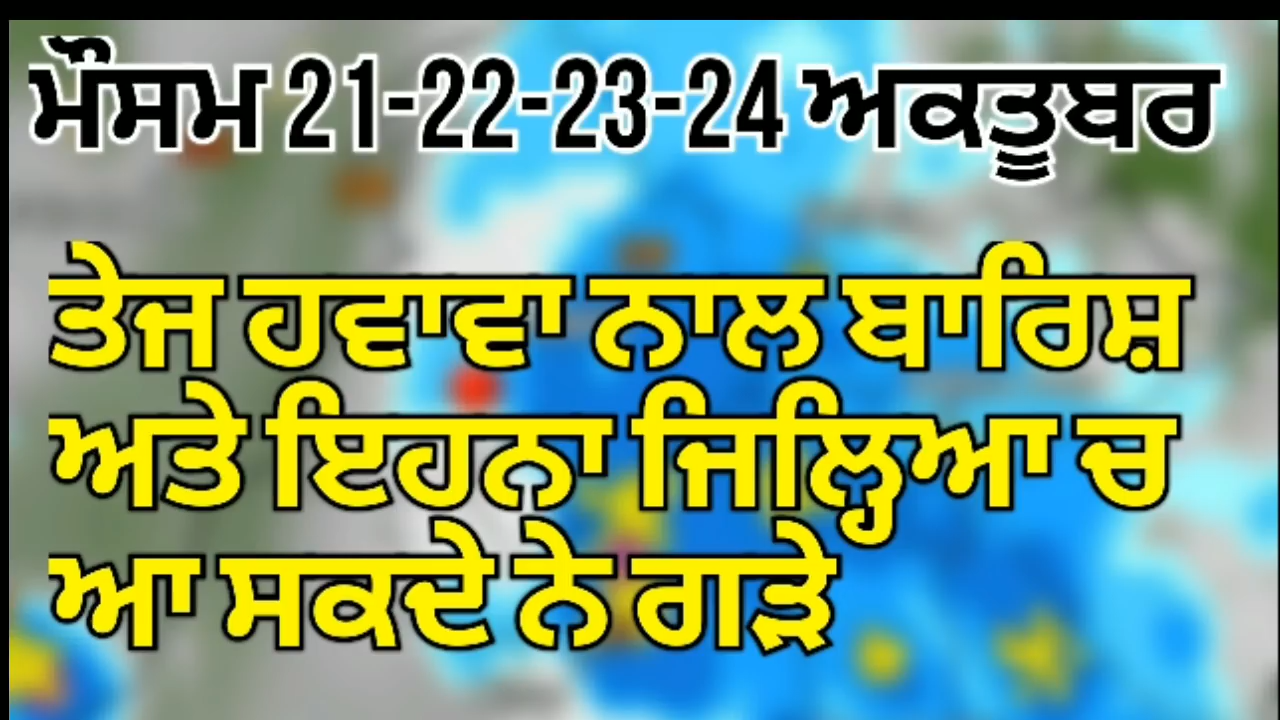 ਮੌਸਮ 21-22-23-24 ਅਕਤੂਬਰ
ਤੇਜ ਹਵਾਵਾ ਨਾਲ ਬਾਰਿਸ਼
ਅਤੇ ਇਹਨਾ ਜਿਲ੍ਹਿਆ ਚ
ਆ ਸਕਦੇ ਨੇ ਗੜੇ